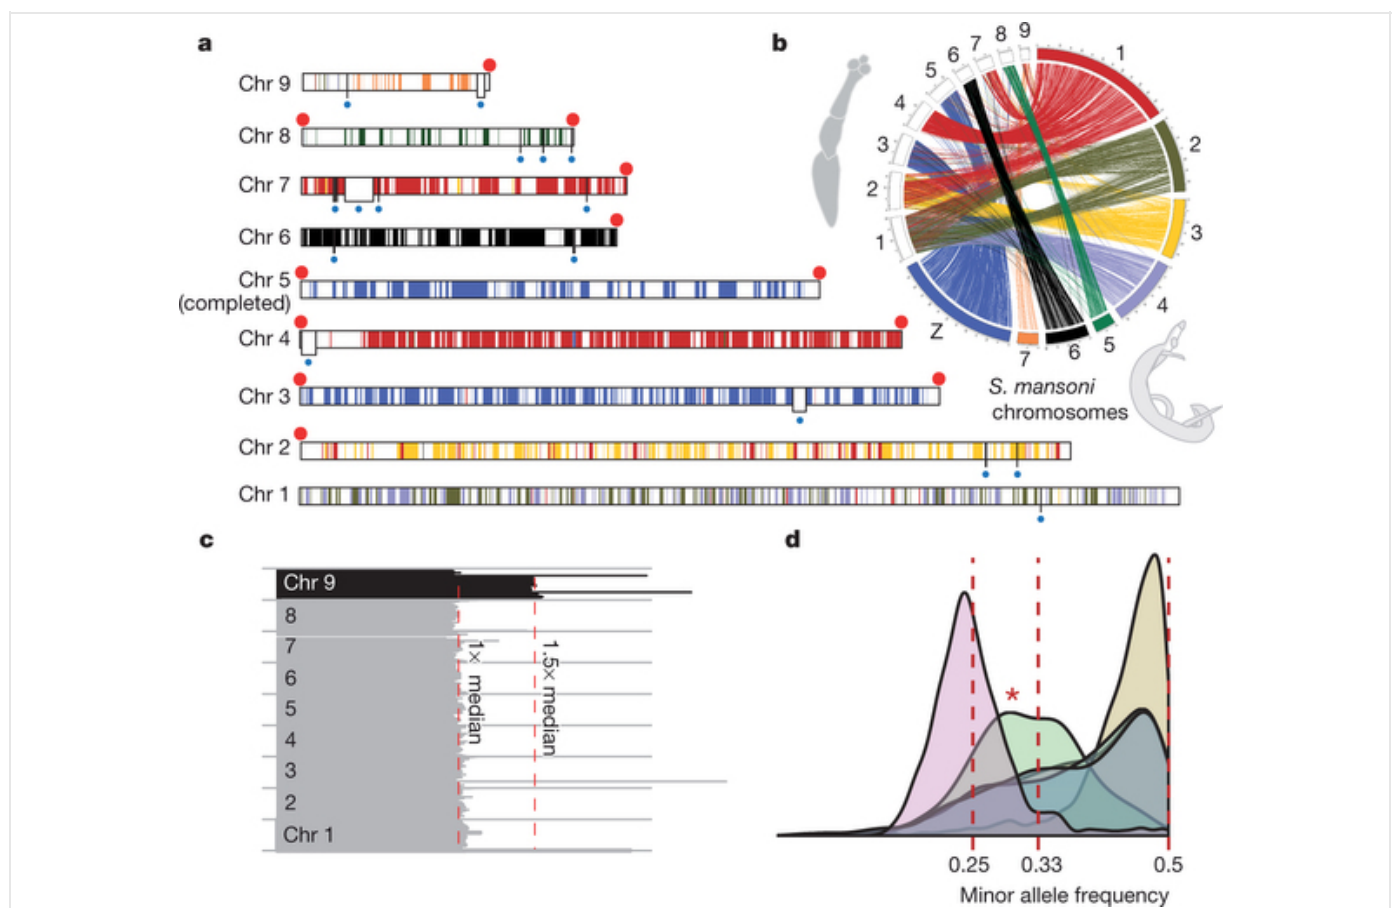 a
Chr 9
Chr 8
Chr 7
Chr 6
Chr 5
(completed)
Chr 4
Chr 3
Chr 2
Chr 1
b
1
2
3
4
5
6
7
Z
1
2
3
4
5
6
7
8
9
S. mansoni
chromosomes
c
Chr 9
8
7
6
5
4
3
2
Chr 1
1× median
1.5× median
d
*
0.25 0.33 0.5
Minor allele frequency